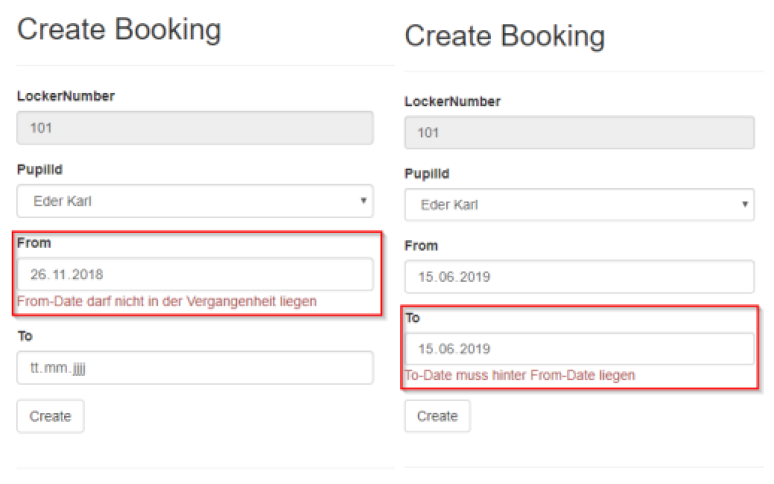 Create Booking
LockerNumber
101
PupilId
Eder Karl
From
26.11.2018
From-Date darf nicht in der Vergangenheit liegen
To
tt.mm.jjjj
Create
Create Booking
LockerNumber
101
PupilId
Eder Karl
From
15.06.2019
To
15.06.2019
To-Date muss hinter From-Date liegen
Create